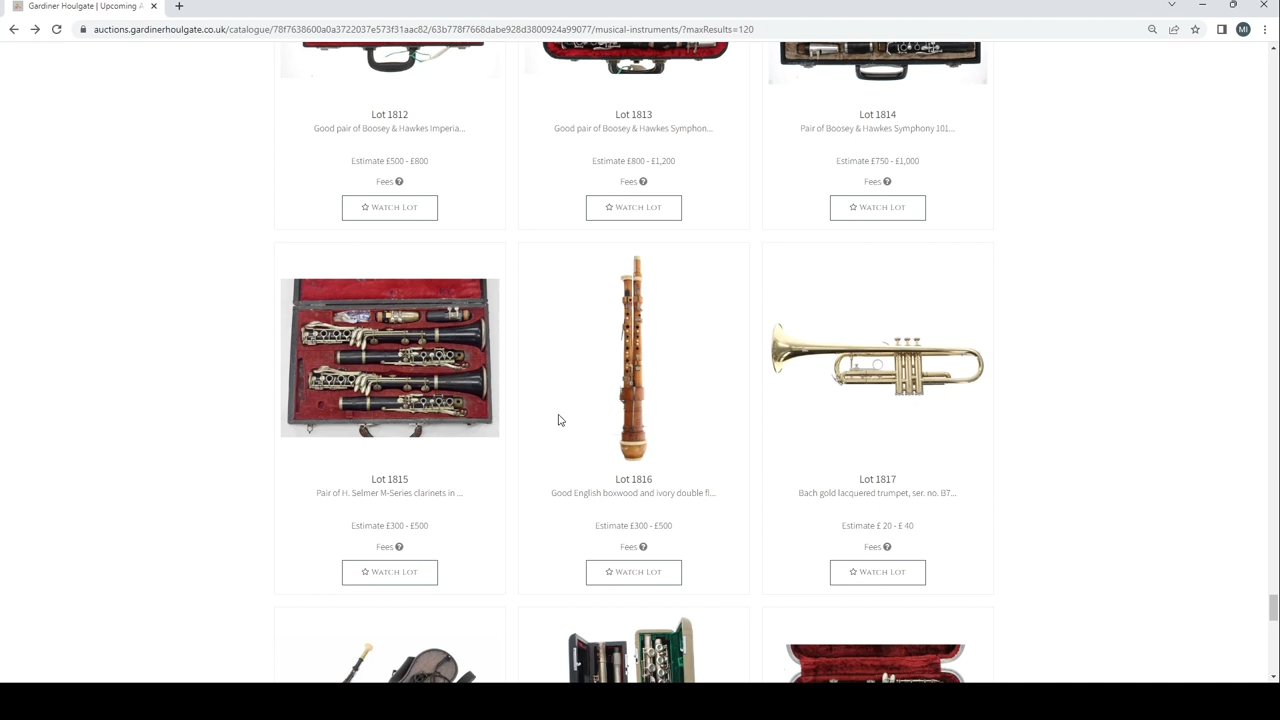 Gardiner Houlgate | Upcoming A
auctions.gardinerhoulgate.co.uk/catalogue/78f7638600a0a3722037e573f31aac82/63b778f7668dabe928d3800924a99077/musical-instruments/?maxResults=120
MI
Lot 1812
Good pair of Boosey & Hawkes Imperia...
Estimate £500 - £800
Fees ?
WATCH LOT
Lot 1813
Good pair of Boosey & Hawkes Symphon...
Estimate £800 - £1,200
Fees ?
WATCH LOT
Lot 1814
Pair of Boosey & Hawkes Symphony 101...
Estimate £750 - £1,000
Fees ?
WATCH LOT
Lot 1815
Pair of H. Selmer M-Series clarinets in ...
Estimate £300 - £500
Fees ?
WATCH LOT
Lot 1816
Good English boxwood and ivory double fl...
Estimate £300 - £500
Fees ?
WATCH LOT
Lot 1817
Bach gold lacquered trumpet, ser. no. B7...
Estimate £ 20 - £ 40
Fees ?
WATCH LOT